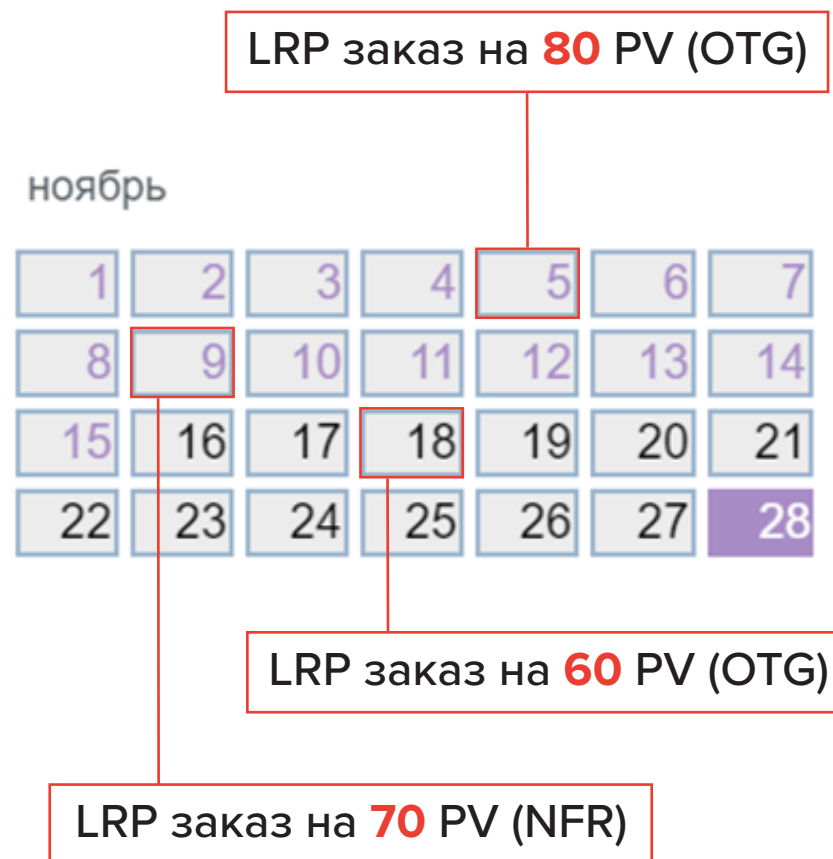 LRP заказ на 80 PV (OTG)
ноябрь
1 2 3 4 5 6 7
8 9 10 11 12 13 14
15 16 17 18 19 20 21
22 23 24 25 26 27 28
LRP заказ на 60 PV (OTG)
LRP заказ на 70 PV (NFR)